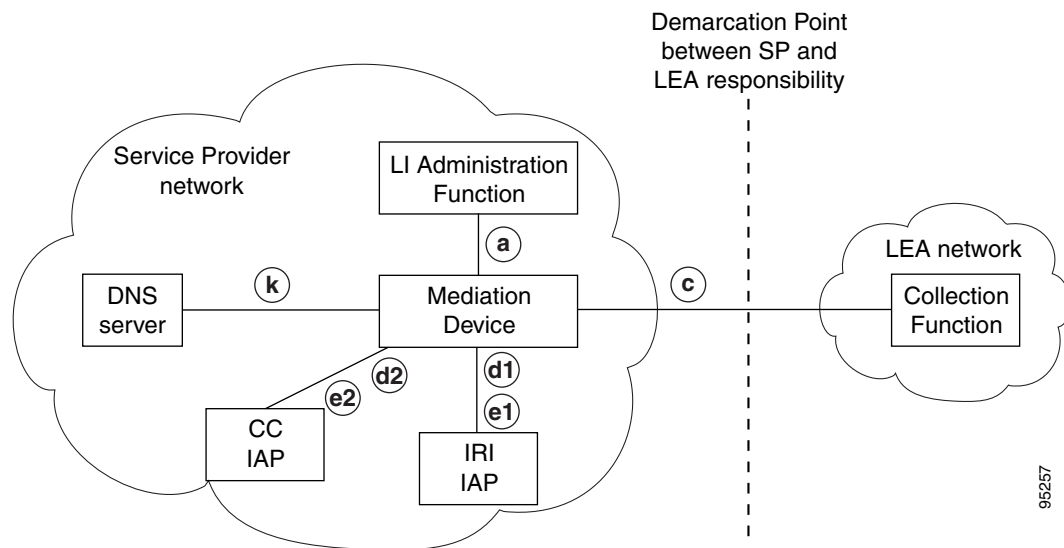 Demarcation Point
between SP and
LEA responsibility
Service Provider
network
LI Administration
Function
a
LEA network
DNS
server
k
Mediation
Device
c
Collection
Function
d2
d1
e2
e1
CC
IAP
IRI
IAP
95257